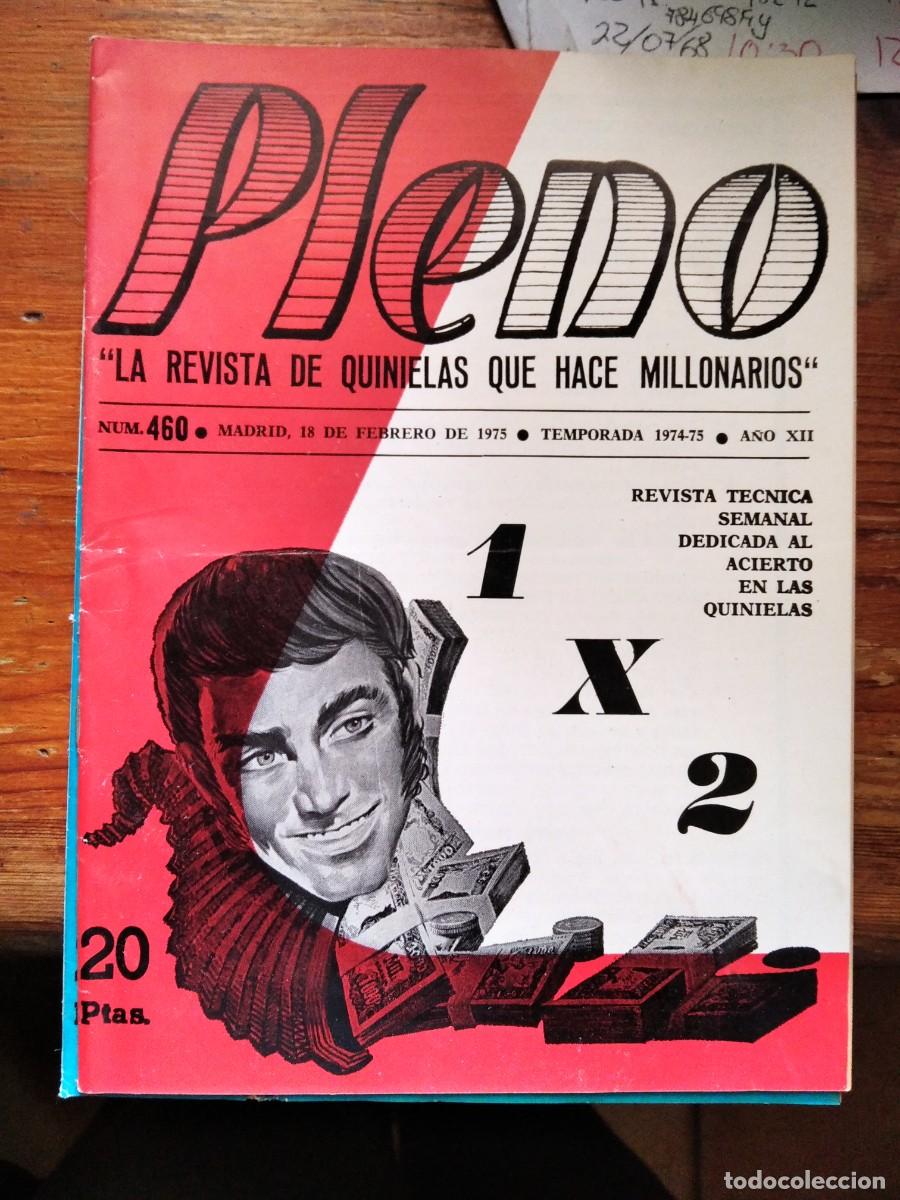 784698Fy
22/07/68 10:30
Pleno
"LA REVISTA DE QUINIELAS QUE HACE MILLONARIOS"
NUM. 460 ● MADRID, 18 DE FEBRERO DE 1975 ● TEMPORADA 1974-75 ● AÑO XII
REVISTA TECNICA
SEMANAL
DEDICADA AL
ACIERTO
EN LAS
QUINIELAS
1
X
2
20
Ptas.
todocoleccion